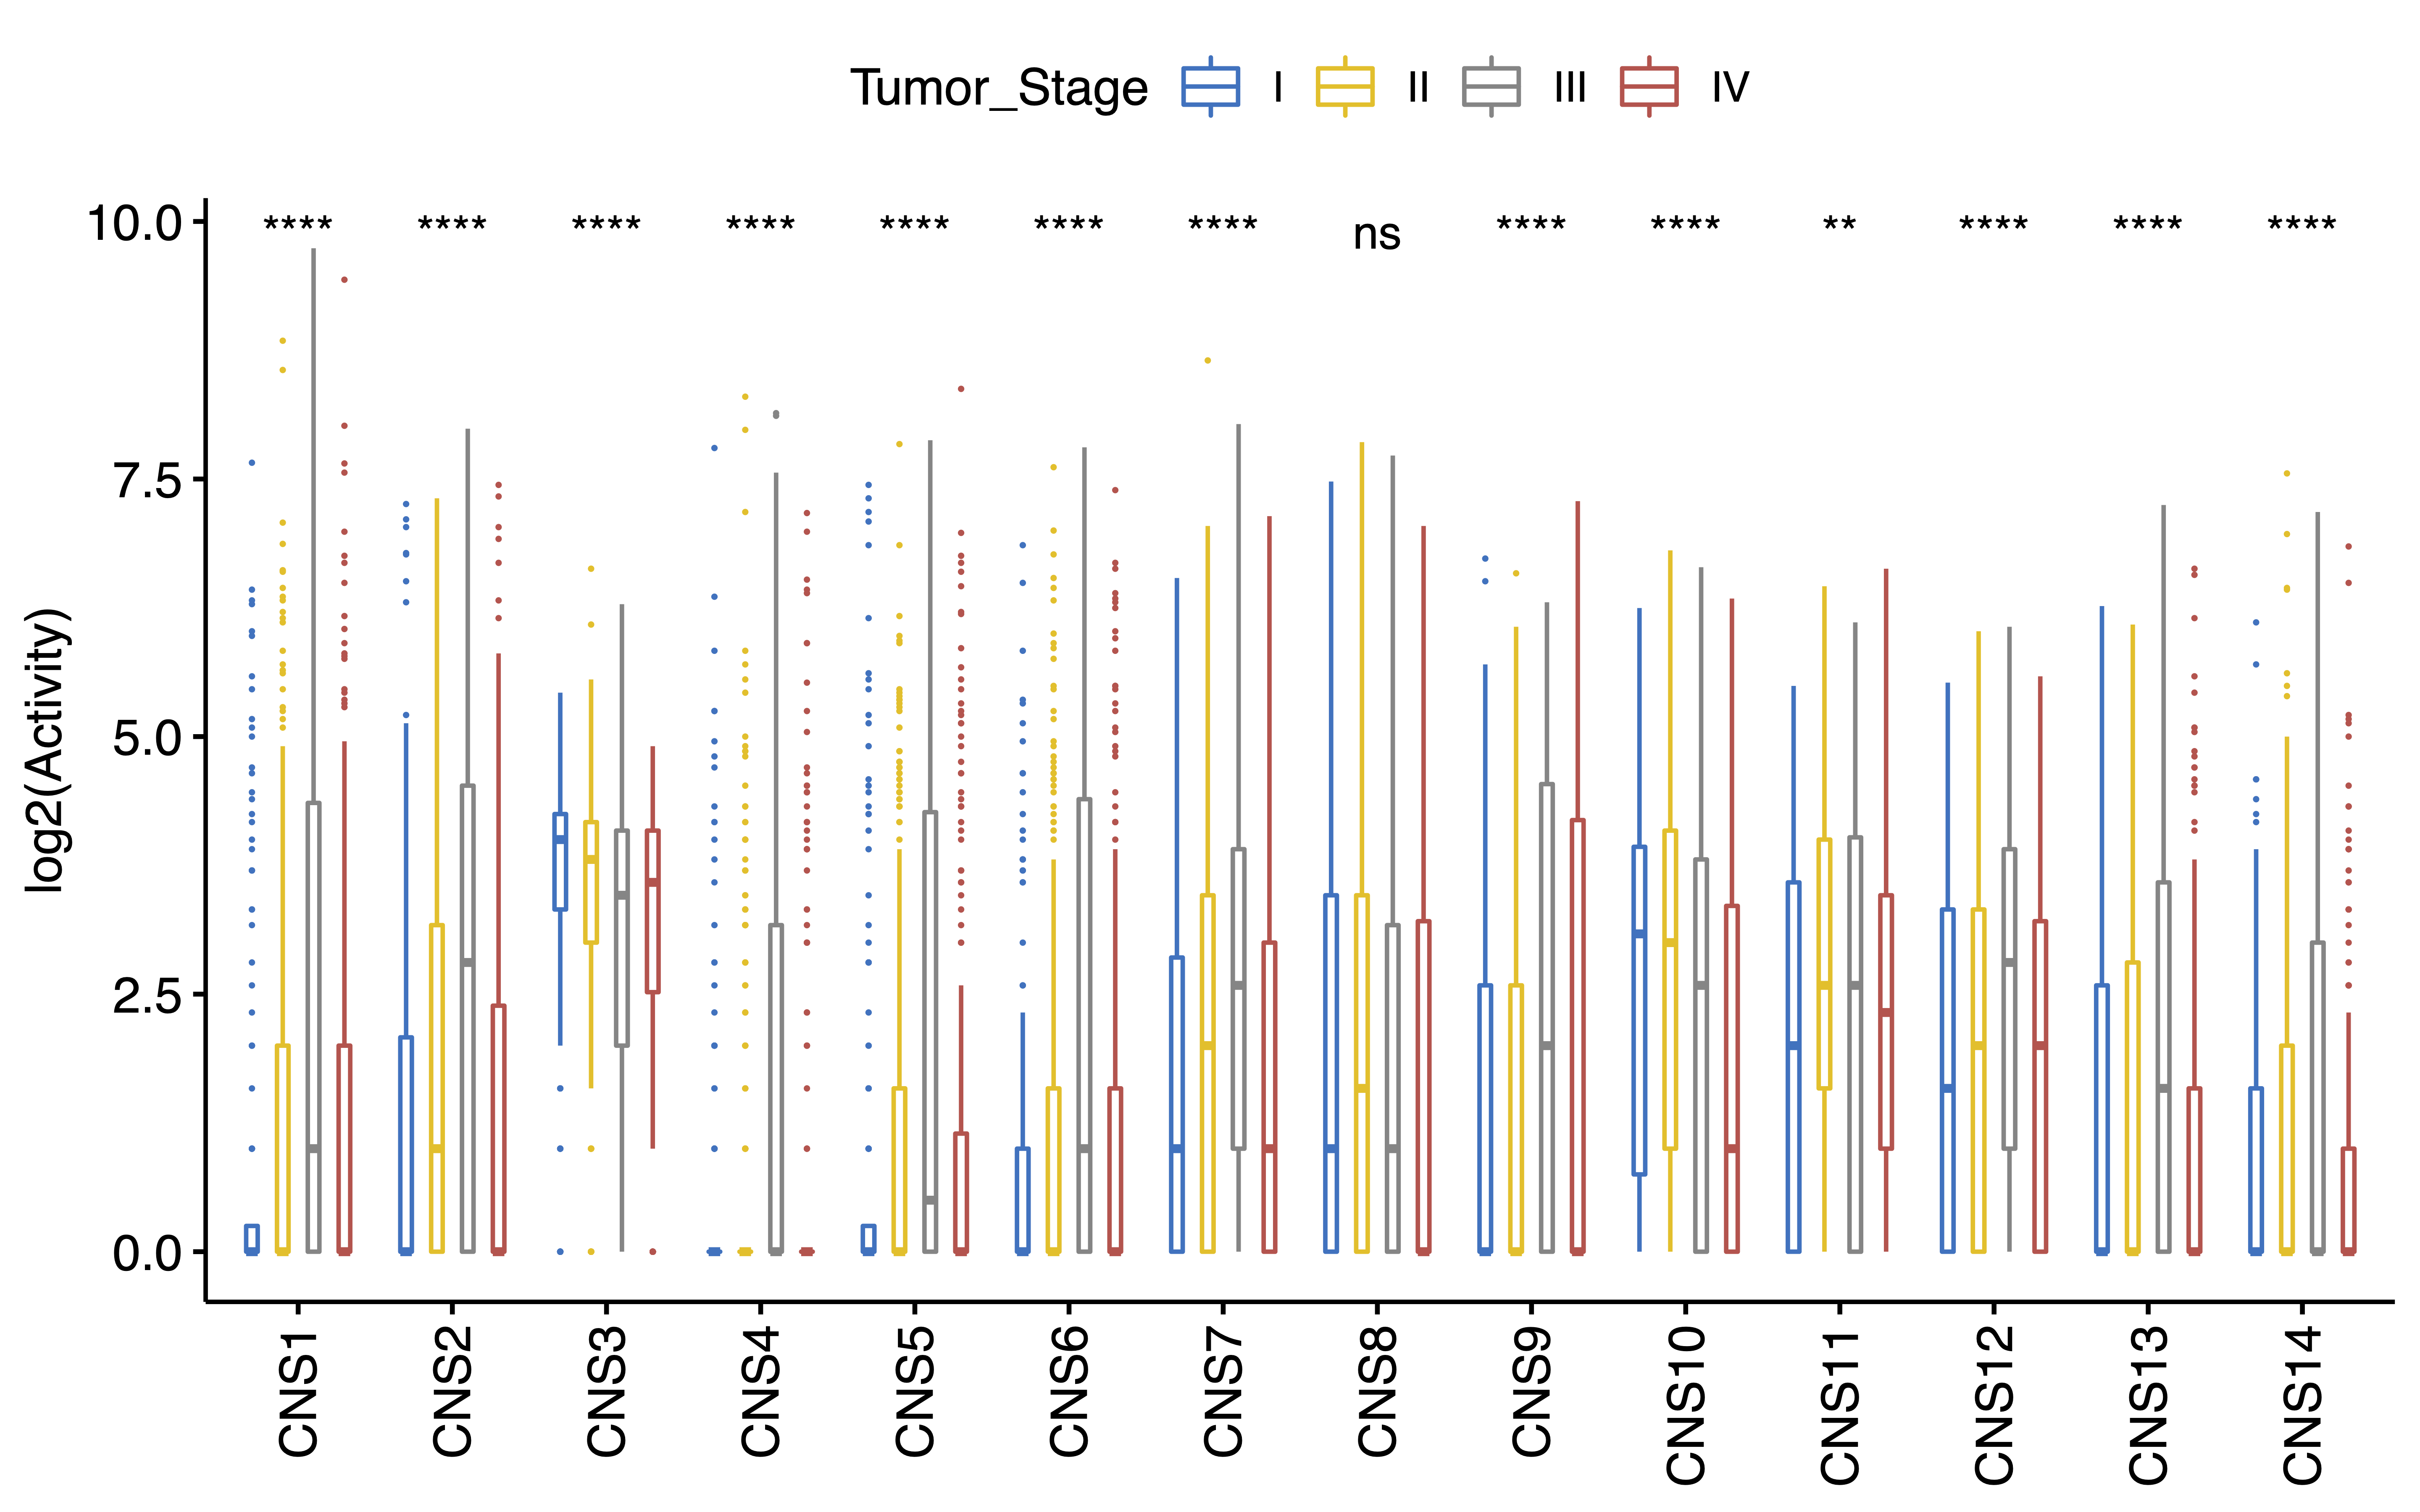 Tumor_Stage I II III IV
10.0 **** **** **** **** **** **** **** ns **** **** ** **** **** ****
7.5
5.0
2.5
0.0
log2(Activity)
CNS1 CNS2 CNS3 CNS4 CNS5 CNS6 CNS7 CNS8 CNS9 CNS10 CNS11 CNS12 CNS13 CNS14